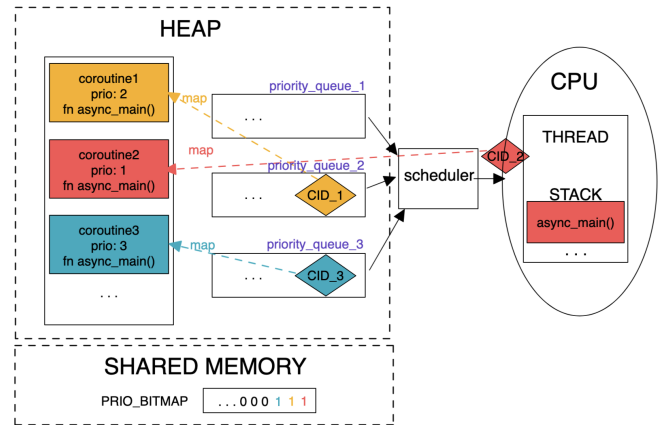 HEAP
coroutine1
prio: 2
fn async_main()
coroutine2
prio: 1
fn async_main()
coroutine3
prio: 3
fn async_main()
. . .
map
map
map
priority_queue_1
. . .
priority_queue_2
. . .
CID_1
priority_queue_3
. . .
CID_3
scheduler
CID_2
CPU
THREAD
STACK
async_main()
. . .
SHARED MEMORY
PRIO_BITMAP
. . . 0 0 0 1 1 1